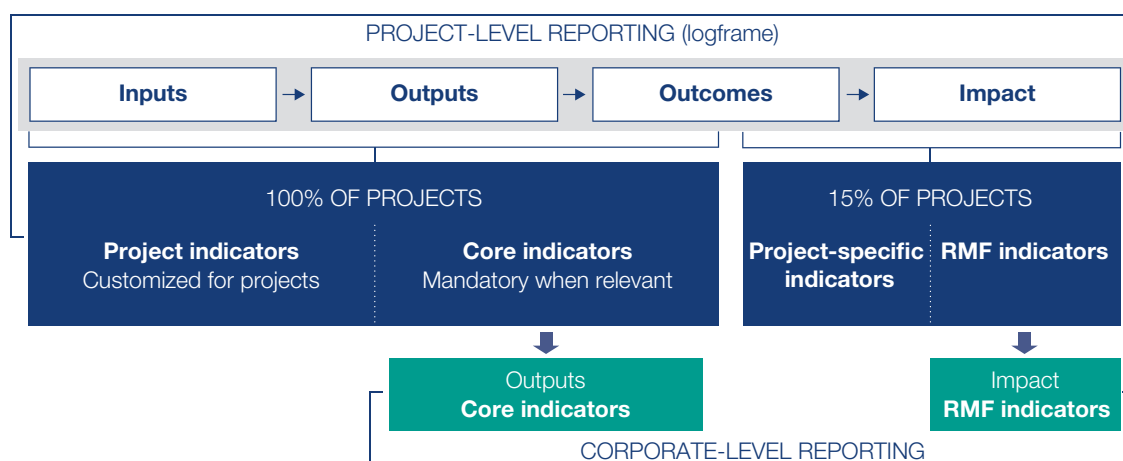 PROJECT-LEVEL REPORTING (logframe)
Inputs
Outputs
Outcomes
Impact
100% OF PROJECTS
Project indicators
Customized for projects
Core indicators
Mandatory when relevant
15% OF PROJECTS
Project-specific
indicators
RMF indicators
Outputs
Core indicators
Impact
RMF indicators
CORPORATE-LEVEL REPORTING